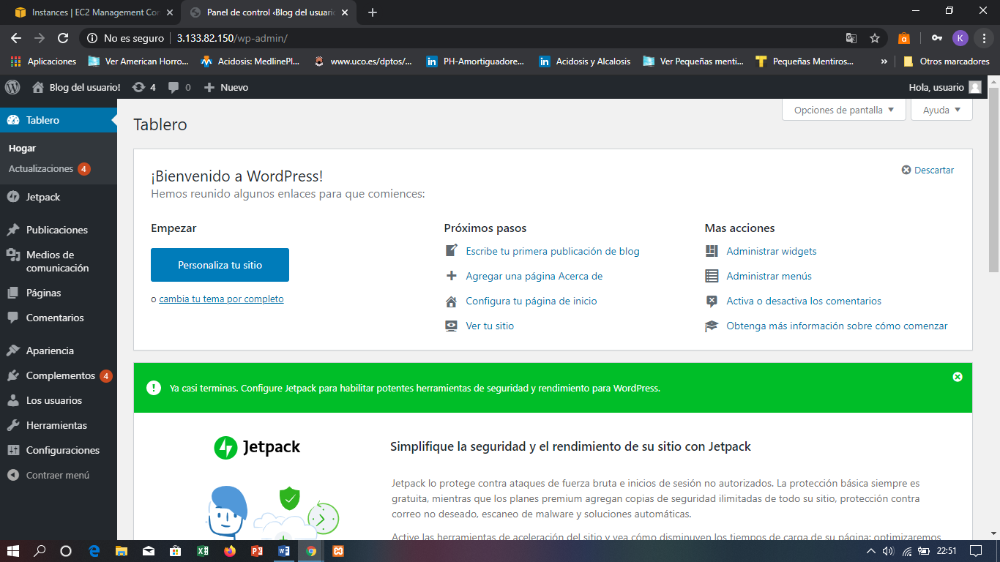 Instances | EC2 Management Con
Panel de control ‹Blog del usuario
No es seguro
3.133.82.150/wp-admin/
K
Aplicaciones
Ver American Horro...
Acidosis: MedlinePl...
www.uco.es/dptos/...
PH-Amortiguadore...
Acidosis y Alcalosis
Ver Pequeñas menti...
Pequeñas Mentiros...
»
Otros marcadores
Blog del usuario!
4
0
Nuevo
Hola, usuario
Tablero
Hogar
Actualizaciones 4
Jetpack
Publicaciones
Medios de
comunicación
Páginas
Comentarios
Apariencia
Complementos 4
Los usuarios
Herramientas
Configuraciones
Contraer menú
Opciones de pantalla
Ayuda
Tablero
¡Bienvenido a WordPress!
Hemos reunido algunos enlaces para que comiences:
Descartar
Empezar
Personaliza tu sitio
o cambia tu tema por completo
Próximos pasos
Escribe tu primera publicación de blog
Agregar una página Acerca de
Configura tu página de inicio
Ver tu sitio
Mas acciones
Administrar widgets
Administrar menús
Activa o desactiva los comentarios
Obtenga más información sobre cómo comenzar
Ya casi terminas. Configure Jetpack para habilitar potentes herramientas de seguridad y rendimiento para WordPress.
Jetpack
Simplifique la seguridad y el rendimiento de su sitio con Jetpack
Jetpack lo protege contra ataques de fuerza bruta e inicios de sesión no autorizados. La protección básica siempre es
gratuita, mientras que los planes premium agregan copias de seguridad ilimitadas de todo su sitio, protección contra
correo no deseado, escaneo de malware y soluciones automáticas.
Active las herramientas de aceleración del sitio y vea cómo disminuyen los tiempos de carga de su página: optimizaremos
22:51